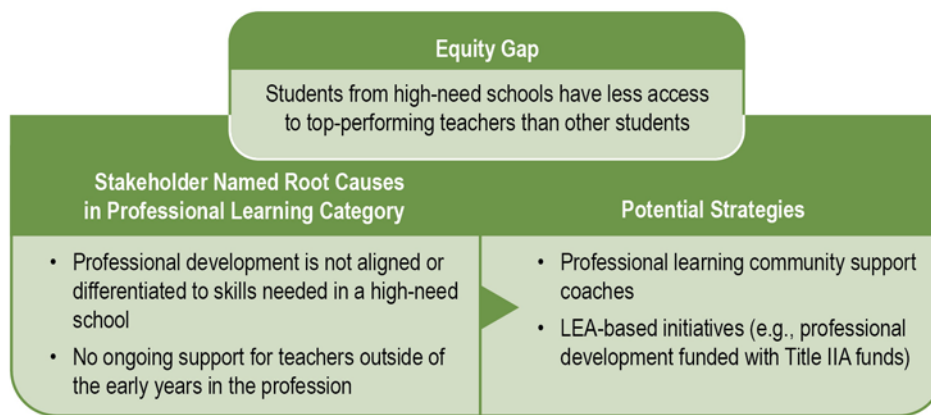 Equity Gap
Students from high-need schools have less access
to top-performing teachers than other students
Stakeholder Named Root Causes
in Professional Learning Category
• Professional development is not aligned or
differentiated to skills needed in a high-need
school
• No ongoing support for teachers outside of
the early years in the profession
Potential Strategies
• Professional learning community support
coaches
• LEA-based initiatives (e.g., professional
development funded with Title IIA funds)